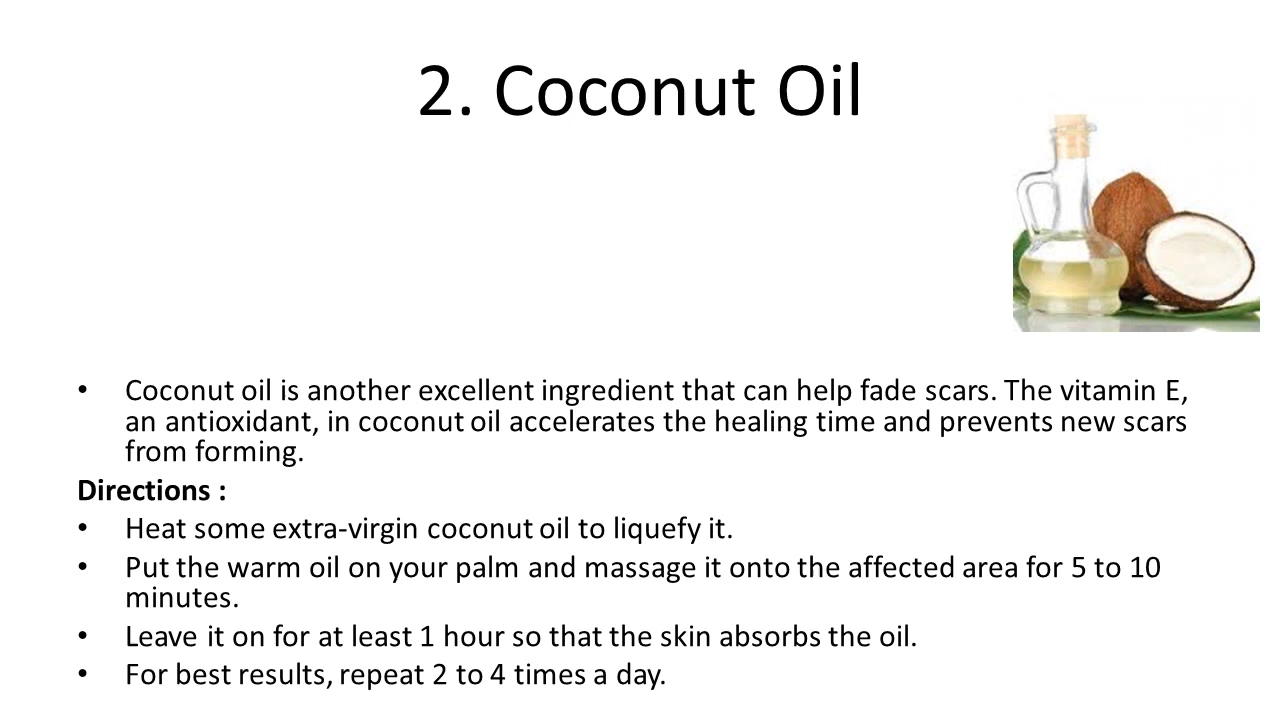 2. Coconut Oil
• Coconut oil is another excellent ingredient that can help fade scars. The vitamin E,
an antioxidant, in coconut oil accelerates the healing time and prevents new scars
from forming.
Directions :
• Heat some extra-virgin coconut oil to liquefy it.
• Put the warm oil on your palm and massage it onto the affected area for 5 to 10
minutes.
• Leave it on for at least 1 hour so that the skin absorbs the oil.
• For best results, repeat 2 to 4 times a day.